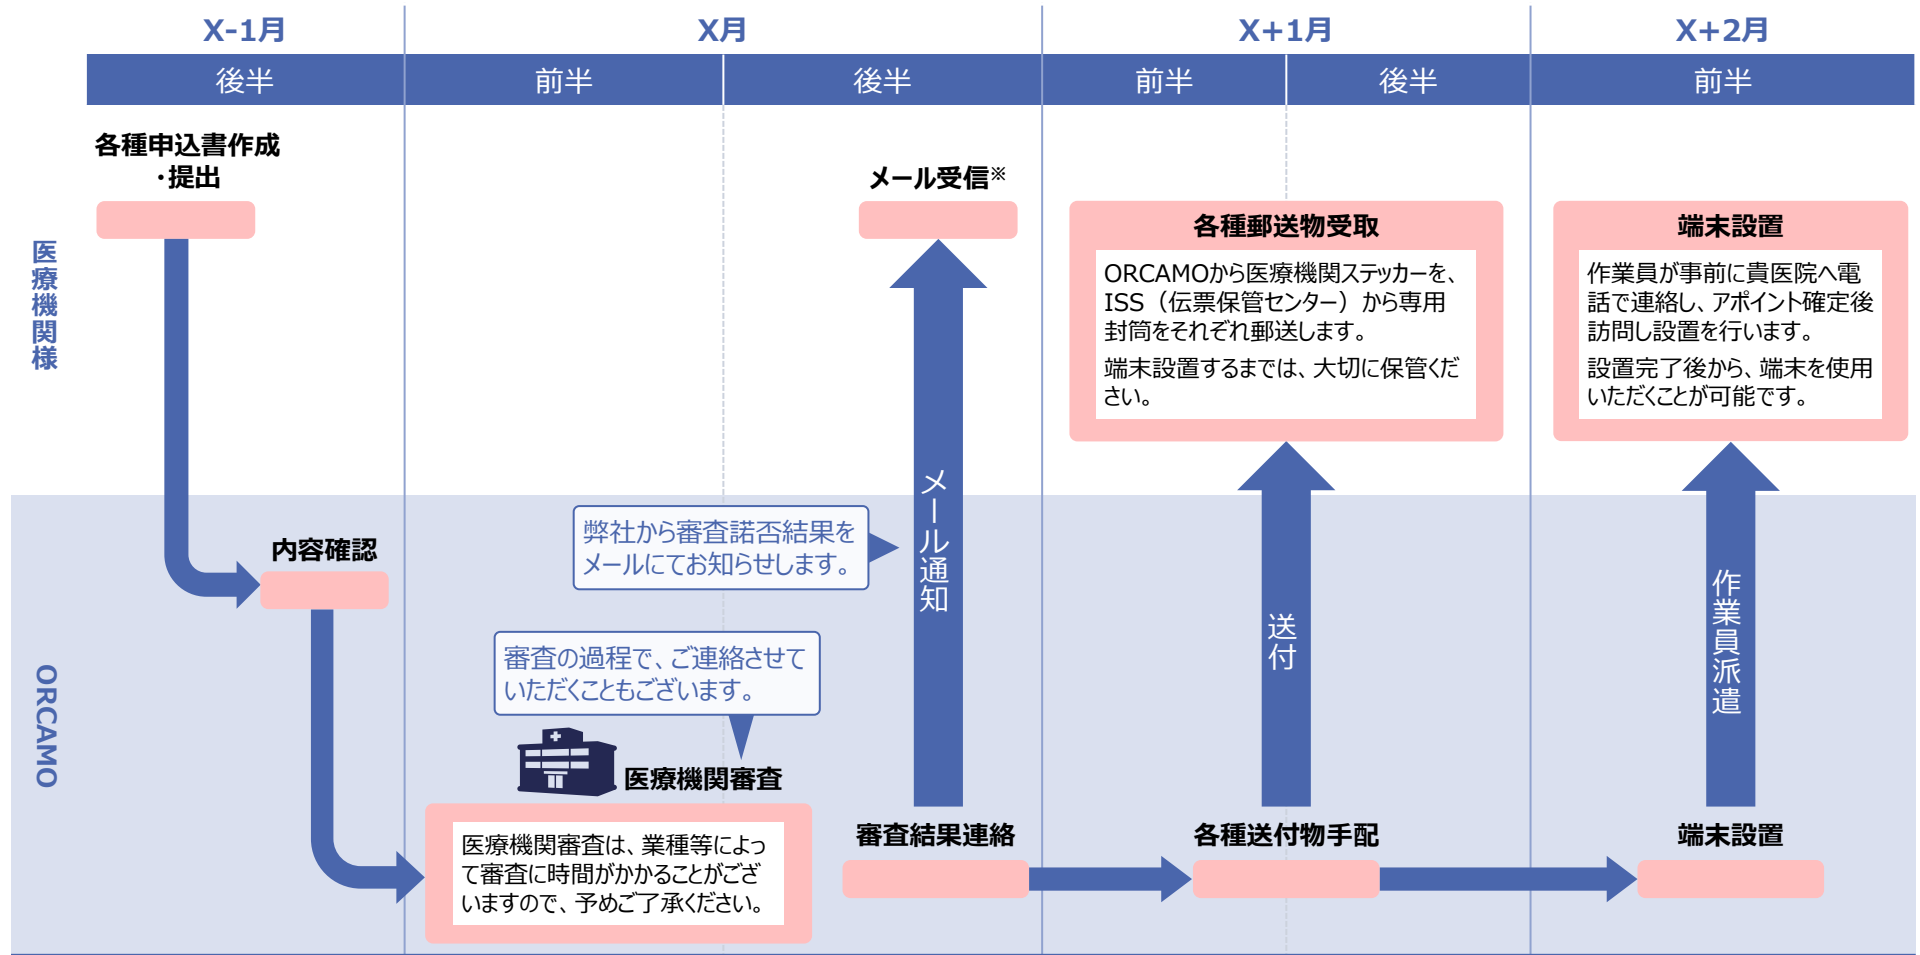 X-1月
X月
X+1月
X+2月
後半
前半
後半
前半
後半
前半
医療機関様
各種申込書作成
・提出
メール受信※
各種郵送物受取
ORCAMOから医療機関ステッカーを、
ISS（伝票保管センター）から専用
封筒をそれぞれ郵送します。
端末設置するまでは、大切に保管くだ
さい。
端末設置
作業員が事前に貴医院へ電
話で連絡し、アポイント確定後
訪問し設置を行います。
設置完了後から、端末を使用
いただくことが可能です。
ORCAMO
内容確認
弊社から審査諾否結果を
メールにてお知らせします。
メール通知
審査の過程で、ご連絡させて
いただくこともございます。
送付
作業員派遣
医療機関審査
医療機関審査は、業種等によっ
て審査に時間がかかることがござ
いますので、予めご了承ください。
審査結果連絡
各種送付物手配
端末設置